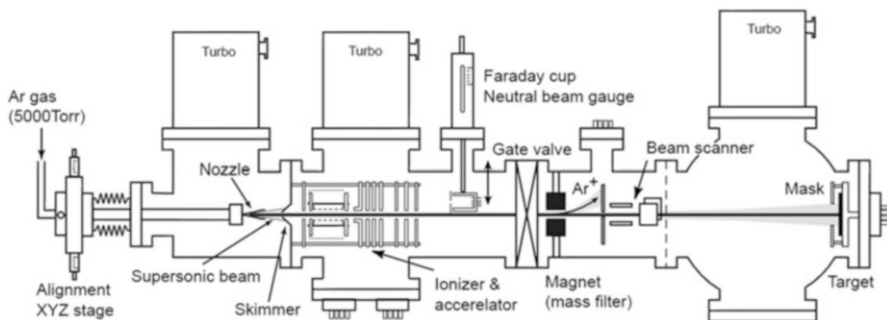 Turbo
Turbo
Turbo
Ar gas
(5000Torr)
Faraday cup
Neutral beam gauge
Gate valve
Beam scanner
Nozzle
Ar+
Mask
Supersonic beam
Skimmer
Alignment
XYZ stage
Ionizer &
accerelator
Magnet
(mass filter)
Target